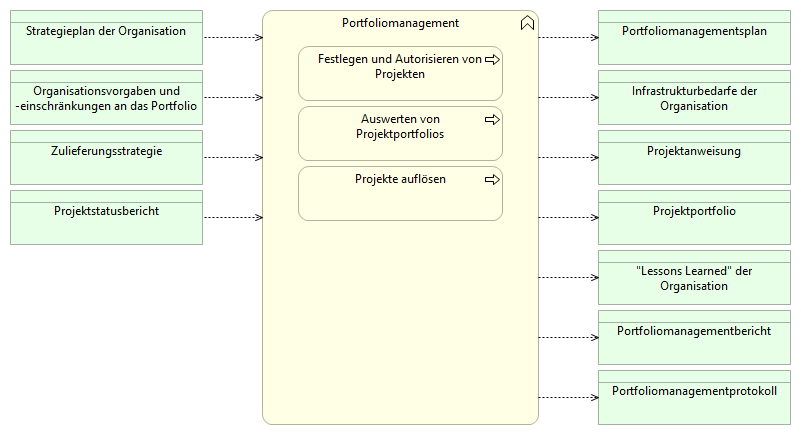 Strategieplan der Organisation
Organisationsvorgaben und
-einschränkungen an das Portfolio
Zulieferungsstrategie
Projektstatusbericht
Portfoliomanagement
Festlegen und Autorisieren von
Projekten
Auswerten von
Projektportfolios
Projekte auflösen
Portfoliomanagementsplan
Infrastrukturbedarfe der
Organisation
Projektanweisung
Projektportfolio
"Lessons Learned" der
Organisation
Portfoliomanagementbericht
Portfoliomanagementprotokoll